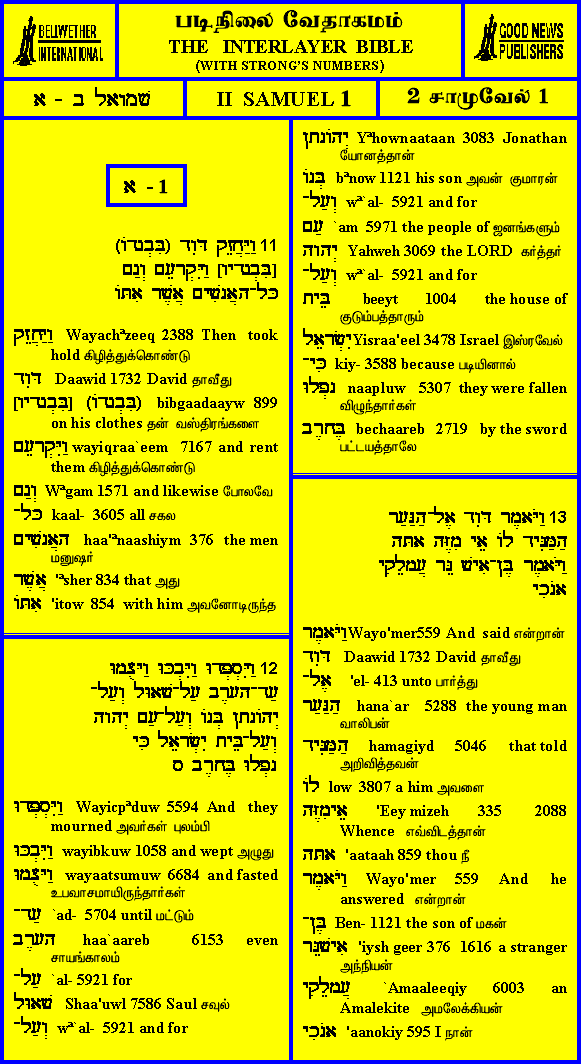 BELLWETHER
INTERNATIONAL
படிநிலை வேதாகமம்
THE INTERLAYER BIBLE
(WITH STRONG'S NUMBERS)
GOOD NEWS
PUBLISHERS
שמואל ב - א
II SAMUEL 1
2 சாமுவேல் 1
א - 1
11 וַיַּחֲזֵק דָּוִד (בִּבְגָדוֹ)
[בִּבְגָדָיו] וַיִּקְרָעֵם וְגַם
כָּל־הָאֲנָשִׁים אֲשֶׁר אִתּוֹ
וַיַּחֲזֵק Wayachᵃzeeq 2388 Then took
hold கிழித்துக்கொண்டு
דָּוִד Daawid 1732 David தாவீது
[בִּבְגָדָיו] (בִּבְגָדוֹ) bibgaadaayw 899
on his clothes தன் வஸ்திரங்களை
וַיִּקְרָעֵם wayiqraa`eem 7167 and rent
them கிழித்துக்கொண்டு
וְגַם Wᵃgam 1571 and likewise போலவே
כָּל־ kaal- 3605 all சகல
הָאֲנָשִׁים haa'ᵃnaashiym 376 the men
மனுஷர்
אֲשֶׁר 'ᵃsher 834 that அது
אִתּוֹ 'itow 854 with him அவனோடிருந்த
12 וַיִּסְפְּדוּ וַיִּבְכּוּ וַיָּצֻמוּ
עַד־הָעָרֶב עַל־שָׁאוּל וְעַל־
יְהוֹנָתָן בְּנוֹ וְעַל־עַם יְהוָה
וְעַל־בֵּית יִשְׂרָאֵל כִּי
נָפְלוּ בֶּחָרֶב ס
וַיִּסְפְּדוּ Wayicpᵃduw 5594 And they
mourned அவர்கள் புலம்பி
וַיִּבְכּוּ wayibkuw 1058 and wept அழுது
וַיָּצֻמוּ wayaatsumuw 6684 and fasted
உபவாசமாயிருந்தார்கள்
עַד־ `ad- 5704 until மட்டும்
הָעָרֶב haa`aareb 6153 even
சாயங்காலம்
עַל־ `al- 5921 for
שָׁאוּל Shaa'uwl 7586 Saul சவுல்
וְעַל־ wᵃ`al- 5921 and for
יְהוֹנָתָן Yᵃhownaataan 3083 Jonathan
யோனத்தான்
בְּנוֹ bᵃnow 1121 his son அவன் குமாரன்
וְעַל־ wᵃ`al- 5921 and for
עַם `am 5971 the people of ஜனங்களும்
יְהוָה Yahweh 3069 the LORD கர்த்தர்
וְעַל־ wᵃ`al- 5921 and for
בֵּית beeyt 1004 the house of
குடும்பத்தாரும்
יִשְׂרָאֵל Yisraa'eel 3478 Israel இஸ்ரவேல்
כִּי־ kiy- 3588 because படியினால்
נָפְלוּ naapluw 5307 they were fallen
விழுந்தார்கள்
בֶּחָרֶב bechaareb 2719 by the sword
பட்டயத்தாலே
13 וַיֹּאמֶר דָּוִד אֶל־הַנַּעַר
הַמַּגִּיד לוֹ אֵי מִזֶּה אָתָּה
וַיֹּאמֶר בֶּן־אִישׁ גֵּר עֲמָלֵקִי
אָנֹכִי
וַיֹּאמֶר Wayo'mer559 And said என்றான்
דָּוִד Daawid 1732 David தாவீது
אֶל־ 'el- 413 unto பார்த்து
הַנַּעַר hana`ar 5288 the young man
வாலிபன்
הַמַּגִּיד hamagiyd 5046 that told
அறிவித்தவன்
לוֹ low 3807 a him அவளை
אֵימִזֶּה 'Eey mizeh 335 2088
Whence எவ்விடத்தான்
אָתָּה 'aataah 859 thou நீ
וַיֹּאמֶר Wayo'mer 559 And he
answered என்றான்
בֶּן־ Ben- 1121 the son of மகன்
אִישׁגֵּר 'iysh geer 376 1616 a stranger
அந்நியன்
עֲמָלֵקִי `Amaaleeqiy 6003 an
Amalekite அமலேக்கியன்
אָנֹכִי 'aanokiy 595 I நான்